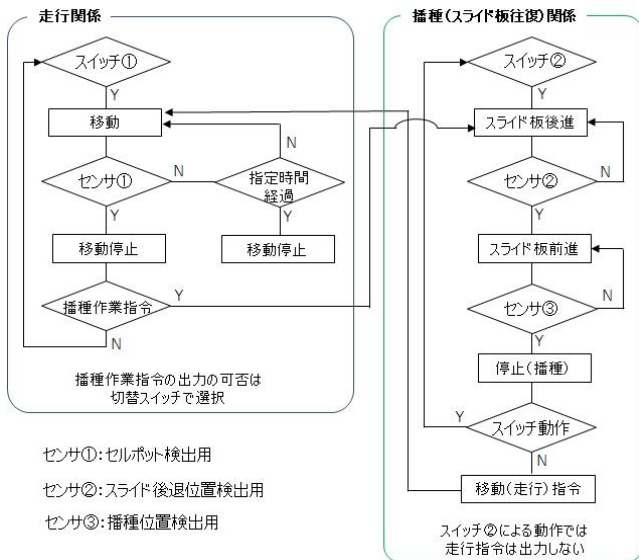 走行関係
スイッチ①
Y
移動
N
センサ①
N
指定時間
経過
Y
Y
移動停止
移動停止
播種作業指令
Y
N
播種作業指令の出力の可否は
切替スイッチで選択
播種(スライド板往復)関係
スイッチ②
Y
スライド板後進
センサ②
N
Y
スライド板前進
センサ③
N
Y
停止(播種)
Y
スイッチ動作
N
移動(走行)指令
スイッチ②による動作では
走行指令は出力しない
センサ①:セルポット検出用
センサ②:スライド後退位置検出用
センサ③:播種位置検出用